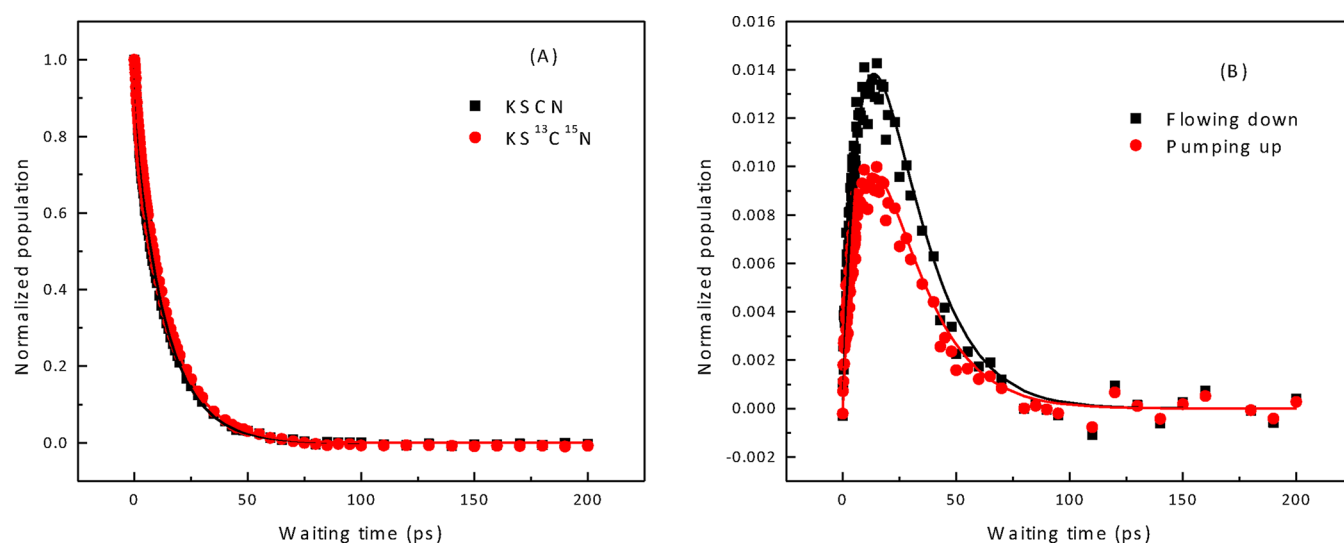 (A)
KSCN
KS¹³C¹⁵N
1.0
0.8
0.6
0.4
0.2
0.0
Normalized population
0
50
100
150
200
Waiting time (ps)
(B)
Flowing down
Pumping up
0.016
0.014
0.012
0.010
0.008
0.006
0.004
0.002
0.000
-0.002
Normalized population
0
50
100
150
200
Waiting time (ps)